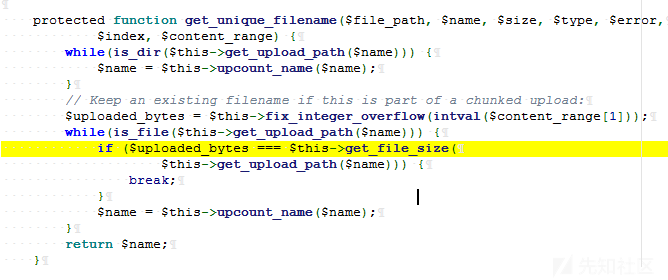 protected function get_unique_filename($file_path, $name, $size, $type, $error,
$index, $content_range) {
while(is_dir($this->get_upload_path($name))) {
$name = $this->upcount_name($name);
}
// Keep an existing filename if this is part of a chunked upload:
$uploaded_bytes = $this->fix_integer_overflow(intval($content_range[1]));
while(is_file($this->get_upload_path($name))) {
if ($uploaded_bytes === $this->get_file_size(
$this->get_upload_path($name))) {
break;
}
$name = $this->upcount_name($name);
}
return $name;
}
先知社区